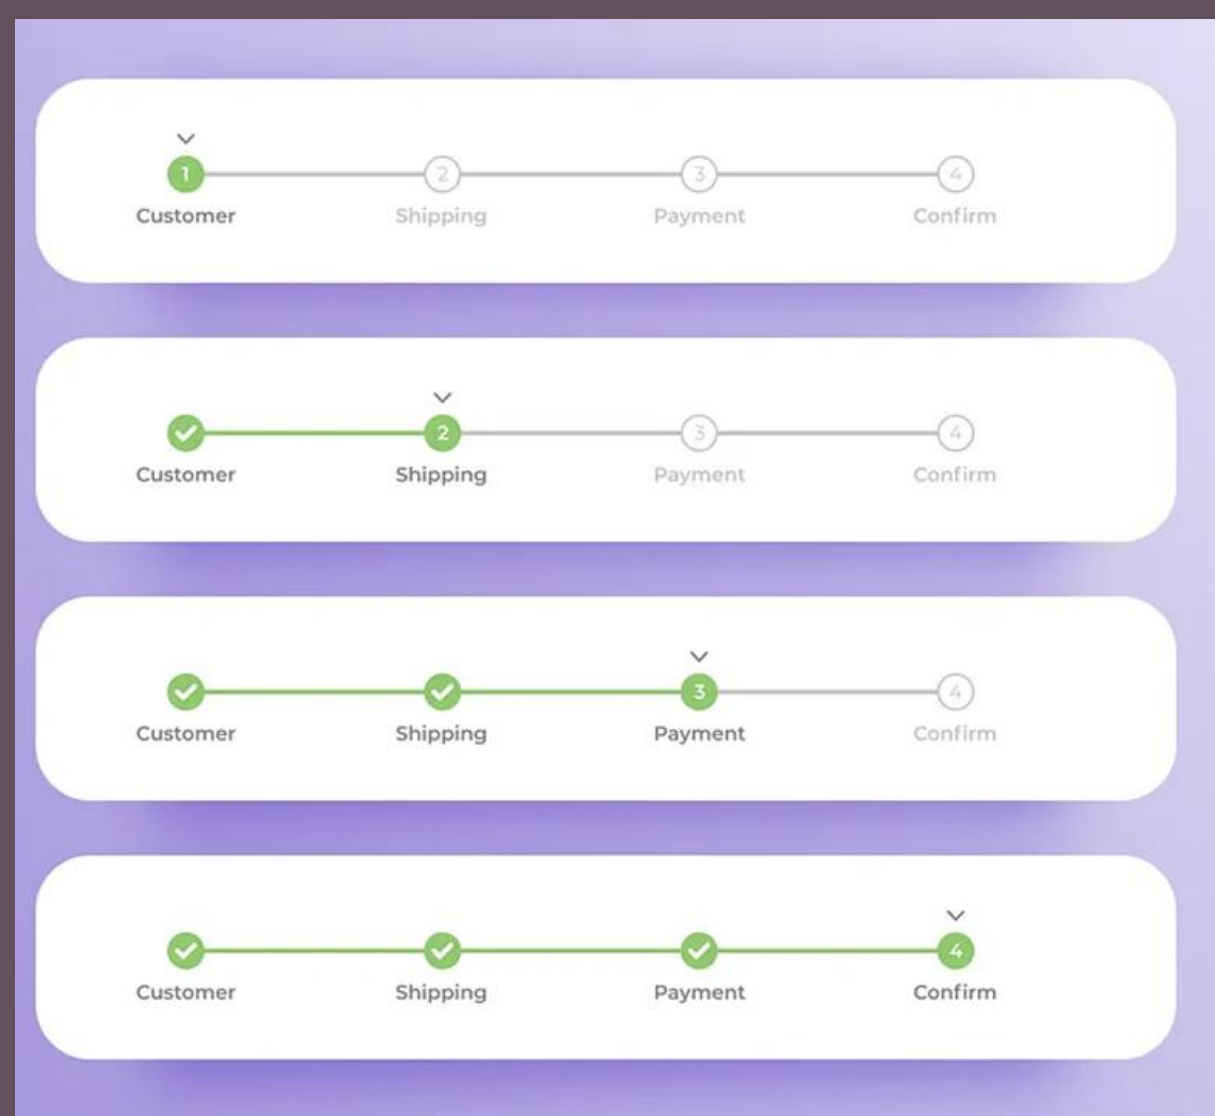 1 2 3 4
Customer Shipping Payment Confirm
2 3 4
Customer Shipping Payment Confirm
3 4
Customer Shipping Payment Confirm
4
Customer Shipping Payment Confirm